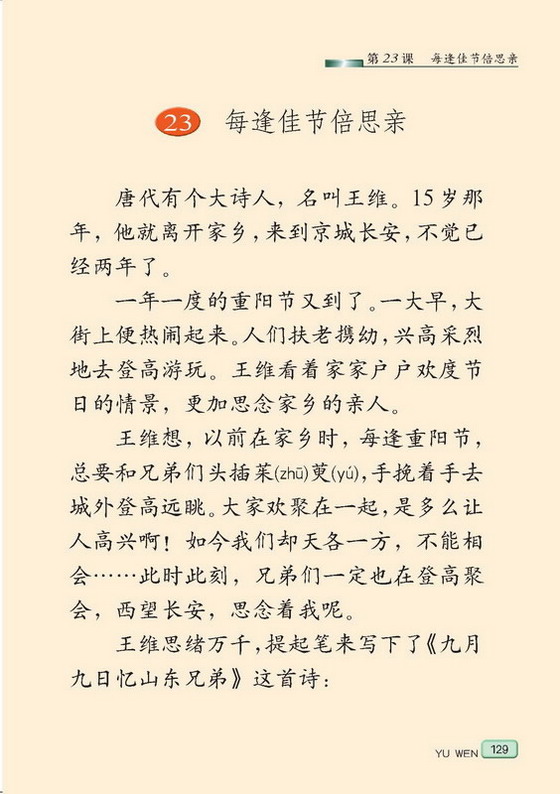 第23课 每逢佳节倍思亲
23 每逢佳节倍思亲
唐代有个大诗人，名叫王维。15岁那
年，他就离开家乡，来到京城长安，不觉已
经两年了。
一年一度的重阳节又到了。一大早，大
街上便热闹起来。人们扶老携幼，兴高采烈
地去登高游玩。王维看着家家户户欢度节
日的情景，更加思念家乡的亲人。
王维想，以前在家乡时，每逢重阳节，
总要和兄弟们头插茱(zhū)萸(yú)，手挽着手去
城外登高远眺。大家欢聚在一起，是多么让
人高兴啊！如今我们却天各一方，不能相
会……此时此刻，兄弟们一定也在登高聚
会，西望长安，思念着我呢。
王维思绪万千，提起笔来写下了《九月
九日忆山东兄弟》这首诗：
YU WEN 129